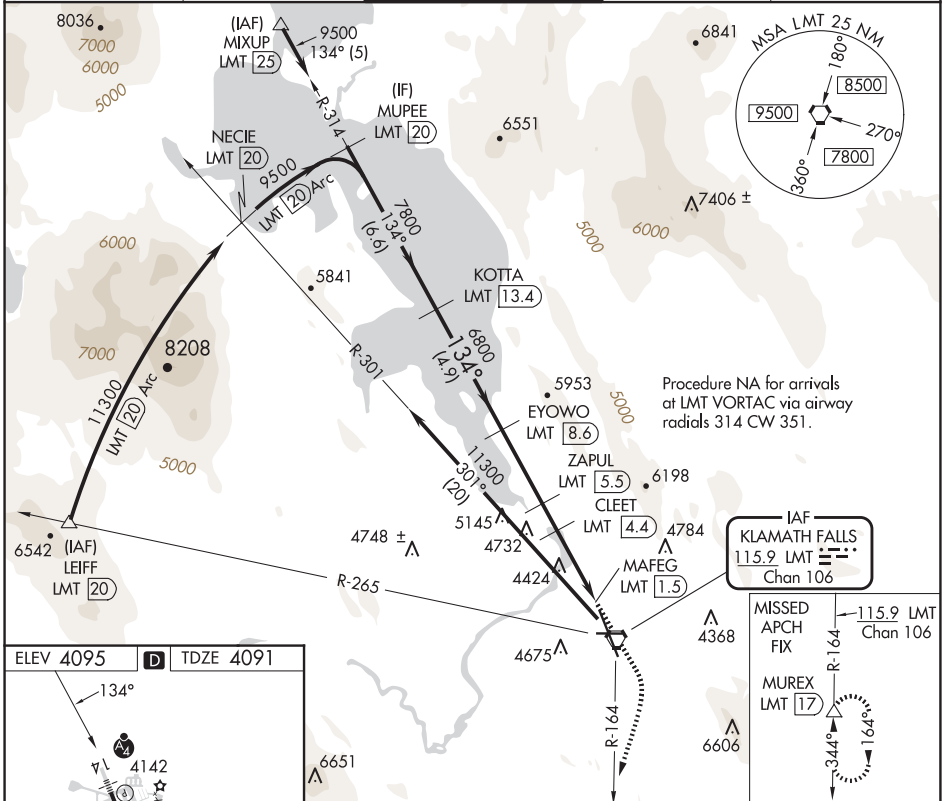 8036
7000
6000
5000
(IAF)
MIXUP
LMT 25
9500
134° (5)
R-314
(IF)
MUPEE
LMT 20
6841
MSA LMT 25 NM
180°
8500
9500
270°
7800
360°
NECIE
LMT 20
9500
LMT 20 Arc
6551
7406 ±
7800
134°
(6.6)
5000
6000
6000
5841
KOTTA
LMT 13.4
7000
8208
R-301
6800
134°
(4.9)
11300
LMT 20 Arc
5000
5953
5000
Procedure NA for arrivals
at LMT VORTAC via airway
radials 314 CW 351.
EYOWO
LMT 8.6
11300
301°
(20)
ZAPUL
LMT 5.5
6198
CLEET
LMT 4.4
5145
4732
4748 ±
4784
6542
(IAF)
LEIFF
LMT 20
R-265
4424
MAFEG
LMT 1.5
IAF
KLAMATH FALLS
115.9 LMT
Chan 106
4675
4368
R-164
6606
6651
MISSED
APCH
FIX
115.9 LMT
Chan 106
R-164
MUREX
LMT 17
344°
164°
ELEV 4095
D
TDZE 4091
134°
A4
14
4142
P